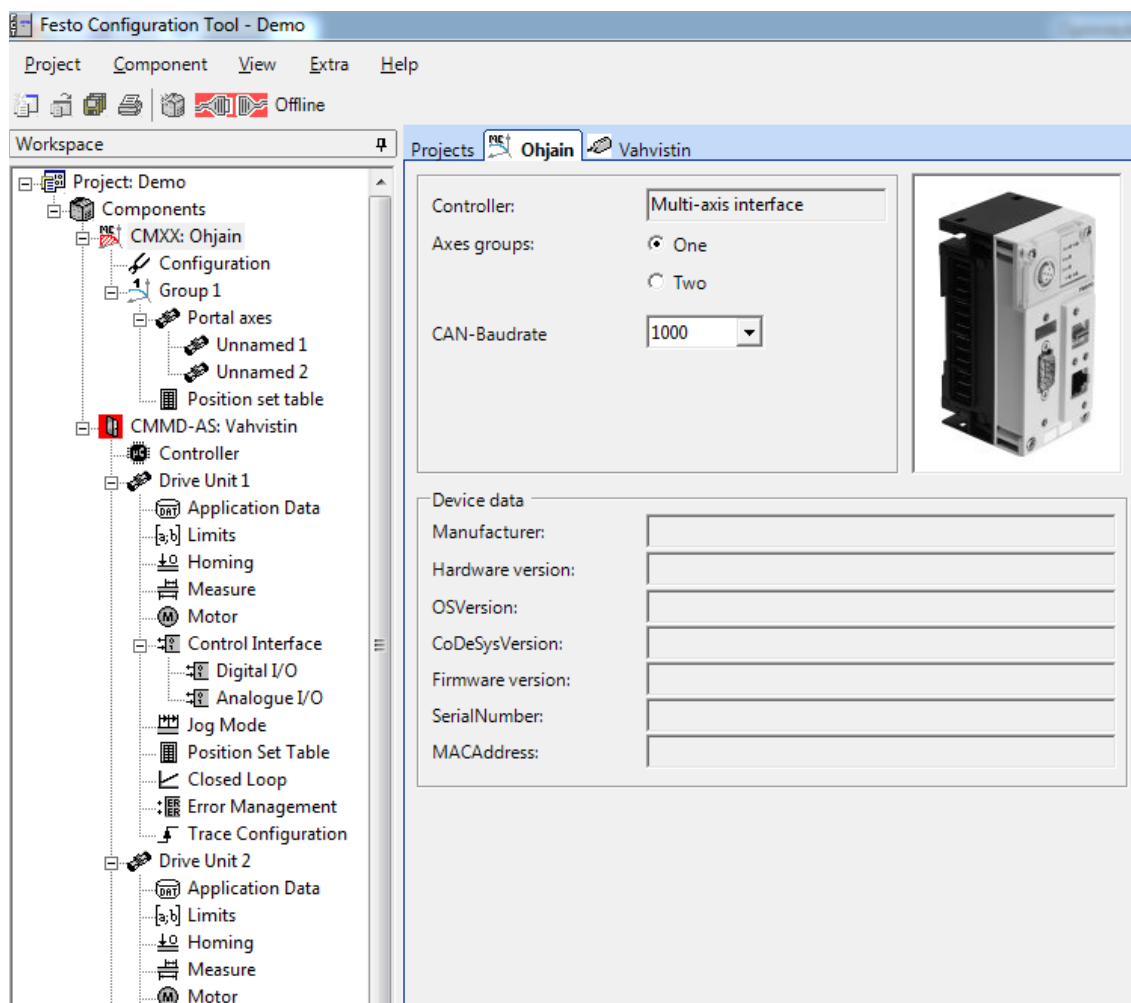 Festo Configuration Tool - Demo
Project Component View Extra Help
Offline
Workspace
Project: Demo
Components
CMXX: Ohjain
Configuration
Group 1
Portal axes
Unnamed 1
Unnamed 2
Position set table
CMMD-AS: Vahvistin
Controller
Drive Unit 1
Application Data
Limits
Homing
Measure
Motor
Control Interface
Digital I/O
Analogue I/O
Jog Mode
Position Set Table
Closed Loop
Error Management
Trace Configuration
Drive Unit 2
Application Data
Limits
Homing
Measure
Motor
Projects Ohjain Vahvistin
Controller: Multi-axis interface
Axes groups: One
Two
CAN-Baudrate 1000
Device data
Manufacturer:
Hardware version:
OSVersion:
CoDeSysVersion:
Firmware version:
SerialNumber:
MACAddress: